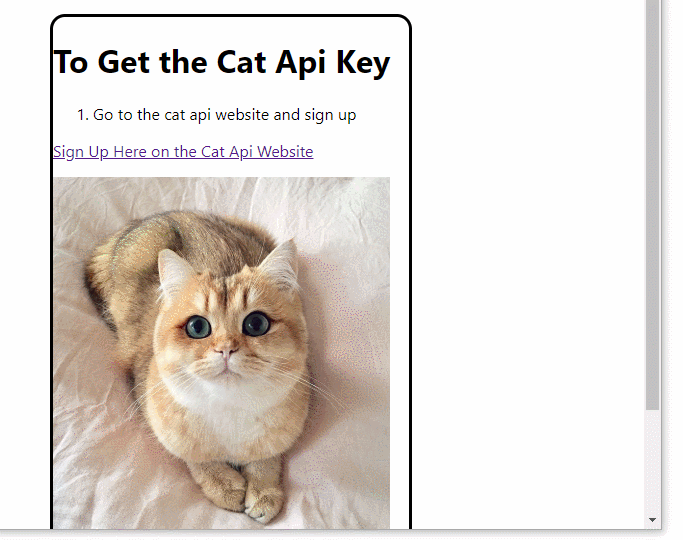 To Get the Cat Api Key
1. Go to the cat api website and sign up
Sign Up Here on the Cat Api Website